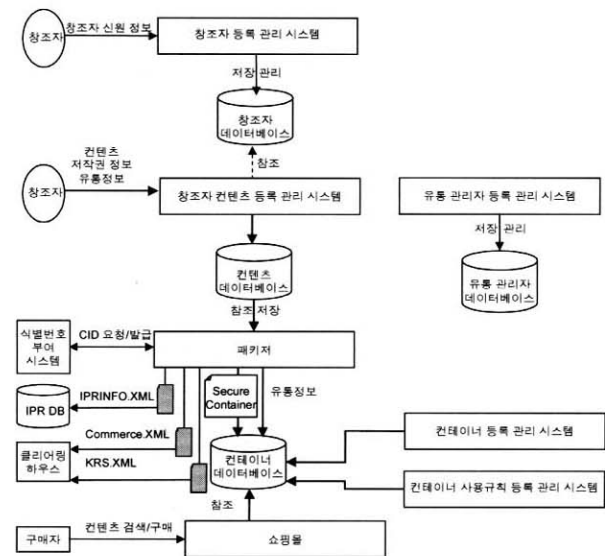 창조자
창조자 신원 정보
창조자 등록 관리 시스템
저장 관리
창조자
데이터베이스
참조
컨텐츠
저작권 정보
유통정보
창조자
창조자 컨텐츠 등록 관리 시스템
유통 관리자 등록 관리 시스템
저장 관리
컨텐츠
데이터베이스
유통 관리자
데이터베이스
참조 저장
식별번호
부여
시스템
CID 요청/발급
패키저
IPR DB
IPRINFO.XML
Secure
Container
유통정보
Commerce.XML
클리어링
하우스
KRS.XML
컨테이너
데이터베이스
컨테이너 등록 관리 시스템
컨테이너 사용규칙 등록 관리 시스템
참조
구매자
컨텐츠 검색/구매
쇼핑몰